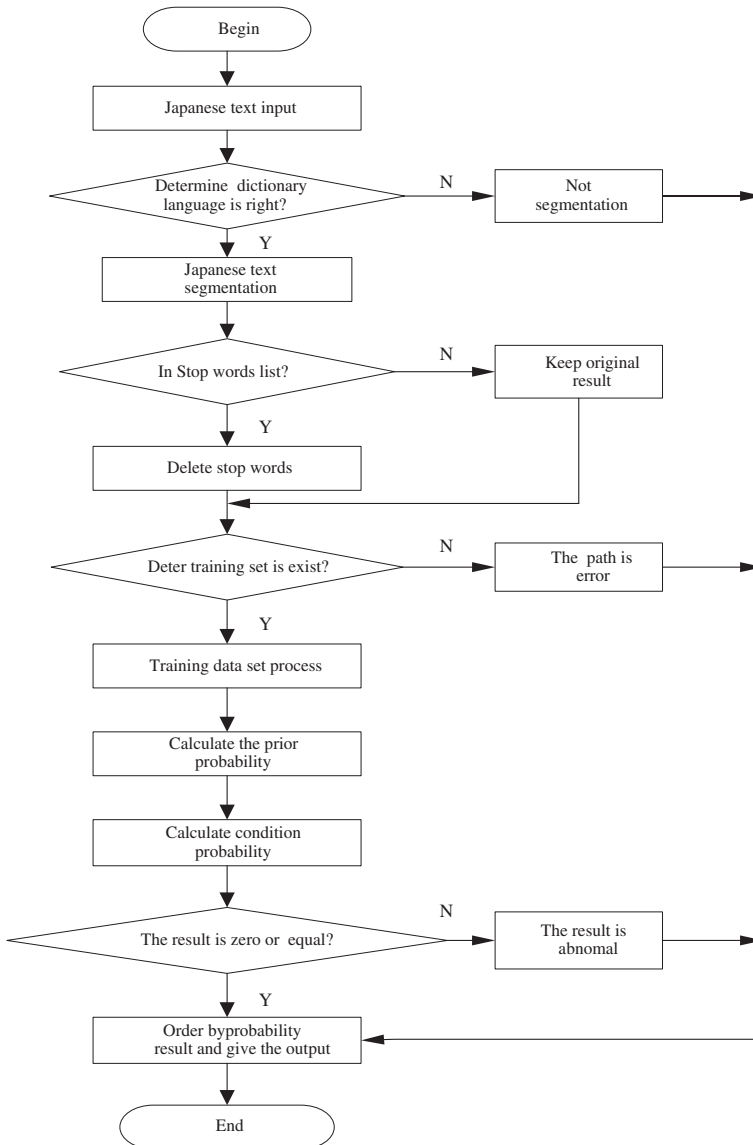 Begin
Japanese text input
Determine dictionary
language is right?
N
Not
segmentation
Y
Japanese text
segmentation
In Stop words list?
N
Keep original
result
Y
Delete stop words
Deter training set is exist?
N
The path is
error
Y
Training data set process
Calculate the prior
probability
Calculate condition
probability
The result is zero or equal?
N
The result is
abnomal
Y
Order byprobability
result and give the output
End